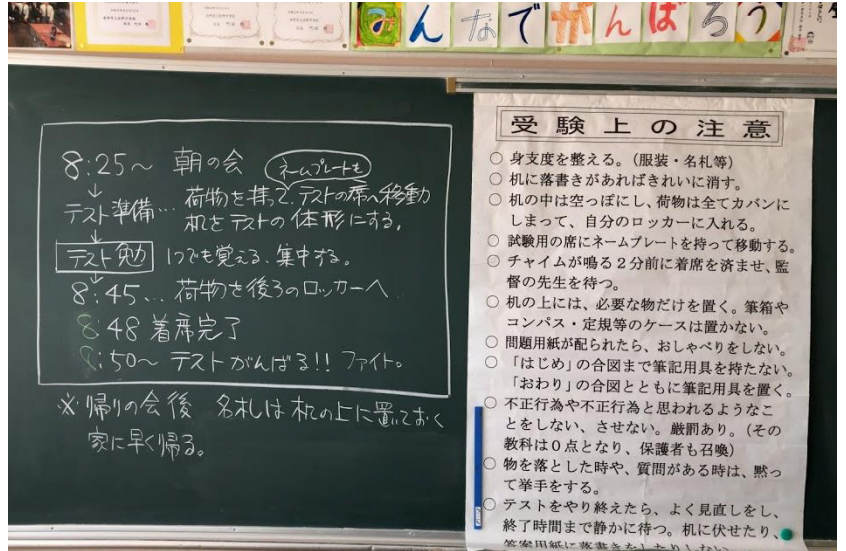 みんなでがんばろう
8:25～ 朝の会 ネームプレートも
↓ 荷物を持って、テストの席へ移動
テスト準備… 机をテストの体形にする。
↓
テスト勉 1つでも覚える、集中する。
↓
8:45… 荷物を後ろのロッカーへ
8:48 着席完了
8:50～ テストがんばる!! ファイト。
※帰りの会後 名札は机の上に置いておく
家に早く帰る。
受験上の注意
○ 身支度を整える。(服装・名札等)
○ 机に落書きがあればきれいに消す。
○ 机の中は空っぽにし、荷物は全てカバンに
しまって、自分のロッカーに入れる。
○ 試験用の席にネームプレートを持って移動する。
○ チャイムが鳴る2分前に着席を済ませ、監
督の先生を待つ。
○ 机の上には、必要な物だけを置く。筆箱や
コンパス・定規等のケースは置かない。
○ 問題用紙が配られたら、おしゃべりをしない。
○ 「はじめ」の合図まで筆記用具を持たない。
「おわり」の合図とともに筆記用具を置く。
○ 不正行為や不正行為と思われるようなこ
とをしない、させない。厳罰あり。(その
教科は0点となり、保護者も召喚)
○ 物を落とした時や、質問がある時は、黙っ
て挙手をする。
○ テストをやり終えたら、よく見直しをし、
終了時間まで静かに待つ。机に伏せたり、
答案用紙に落書きをしたりしない。